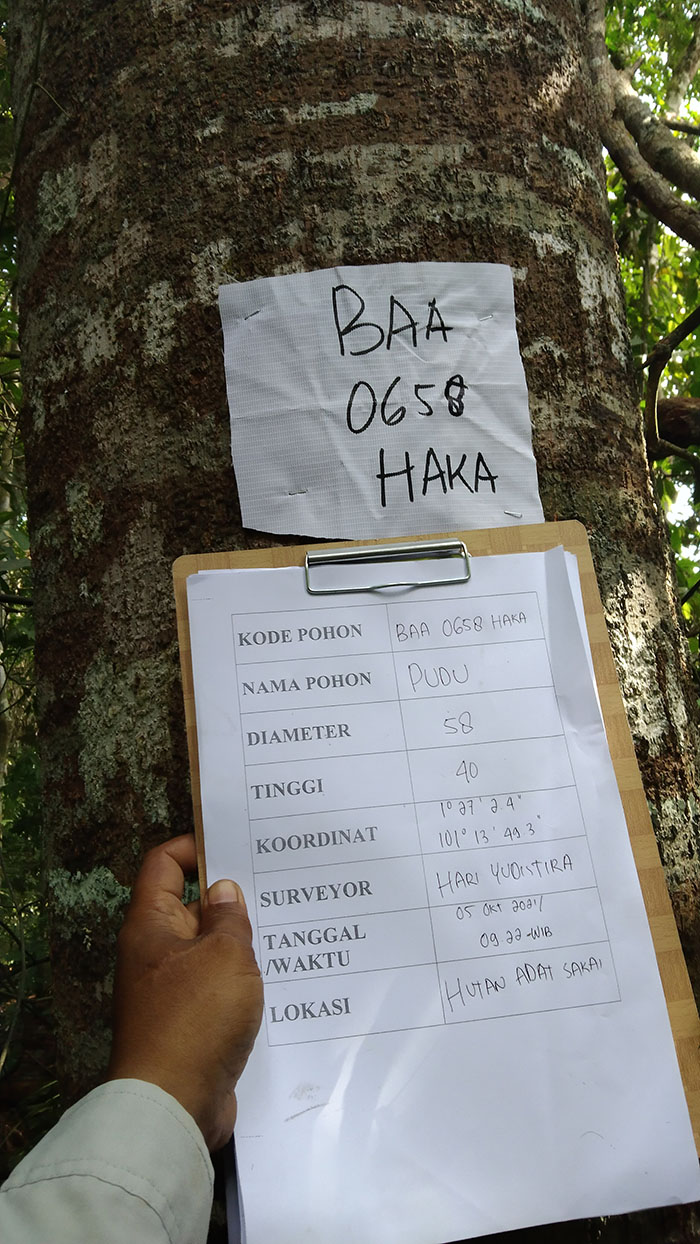 BAA
0658
HAKA
KODE POHON BAA 0658 HAKA
NAMA POHON PUDU
DIAMETER 58
TINGGI 40
KOORDINAT 1° 27' 2.4"
101° 13' 49.3"
SURVEYOR HARI YUDISTIRA
TANGGAL 05 OKT 2021/
/WAKTU 09.22 WIB
LOKASI HUTAN ADAT SAKAI